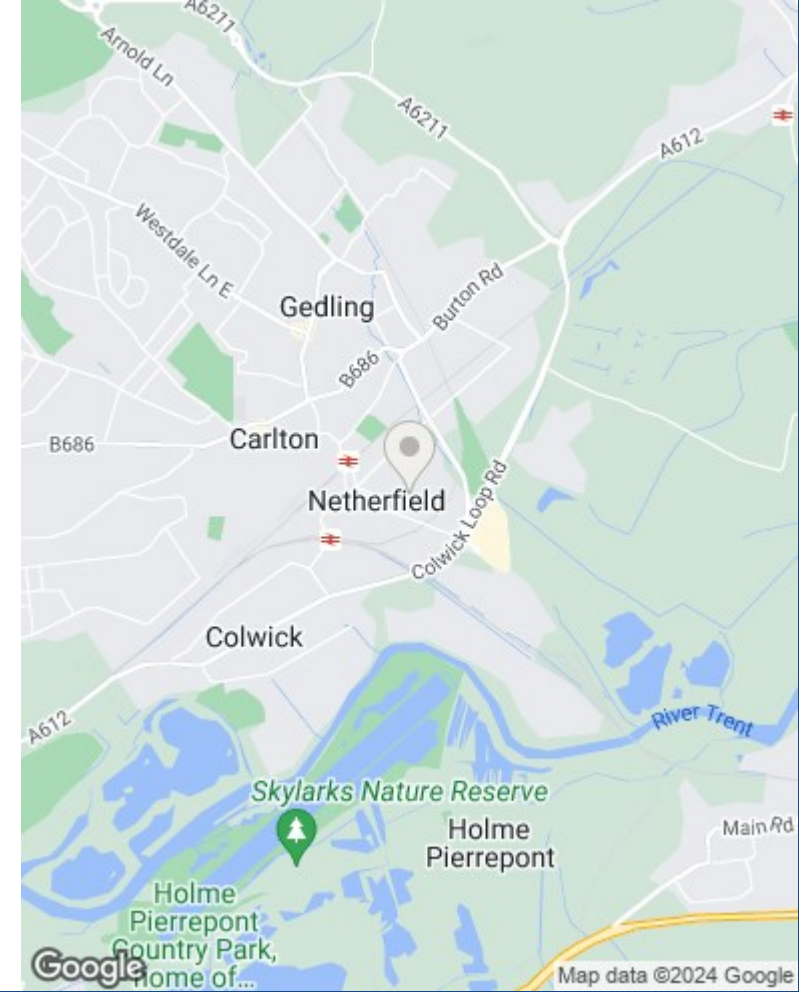 A6211
Arnold Ln
A6211
A612
Westdale Ln E
Gedling
Burton Rd
B686
B686
Carlton
Netherfield
Colwick Loop Rd
Colwick
A612
River Trent
Skylarks Nature Reserve
Holme
Pierrepont
Main Rd
Holme
Pierrepont
Country Park,
home of...
Google
Map data ©2024 Google